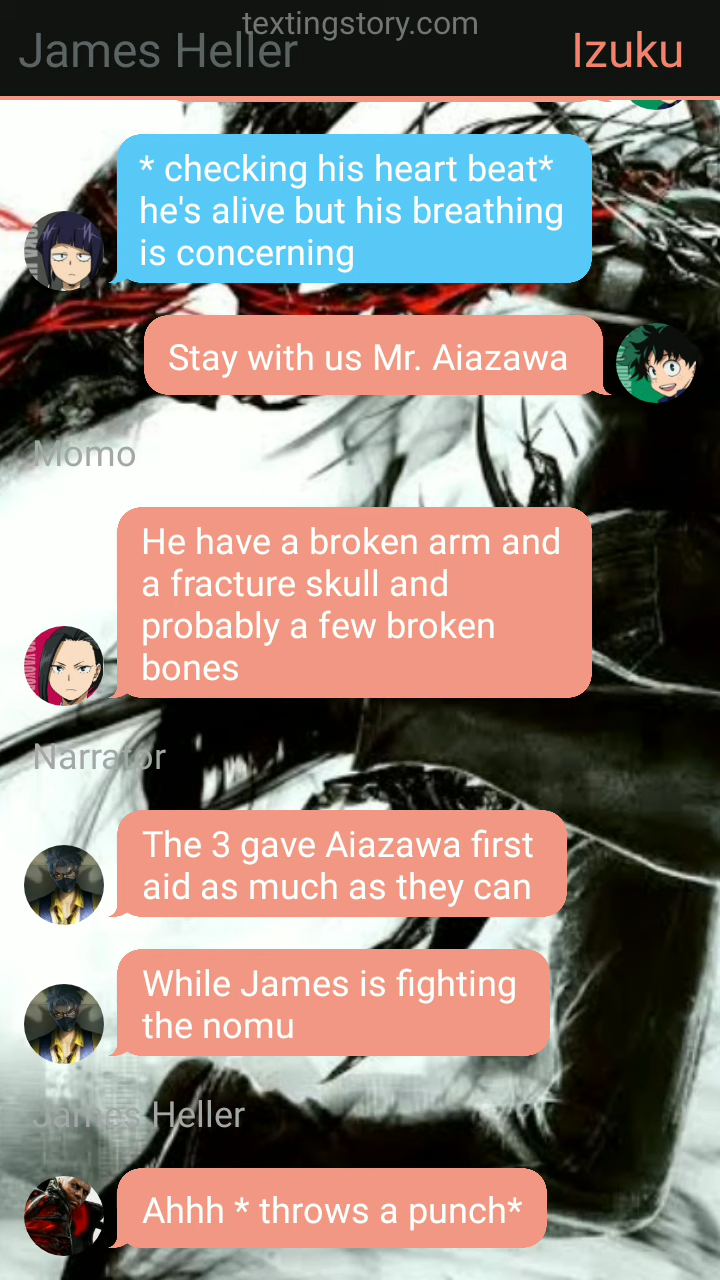 textingstory.com
James Heller
Izuku
* checking his heart beat*
he's alive but his breathing
is concerning
Stay with us Mr. Aiazawa
Momo
He have a broken arm and
a fracture skull and
probably a few broken
bones
Narrator
The 3 gave Aiazawa first
aid as much as they can
While James is fighting
the nomu
James Heller
Ahhh * throws a punch*